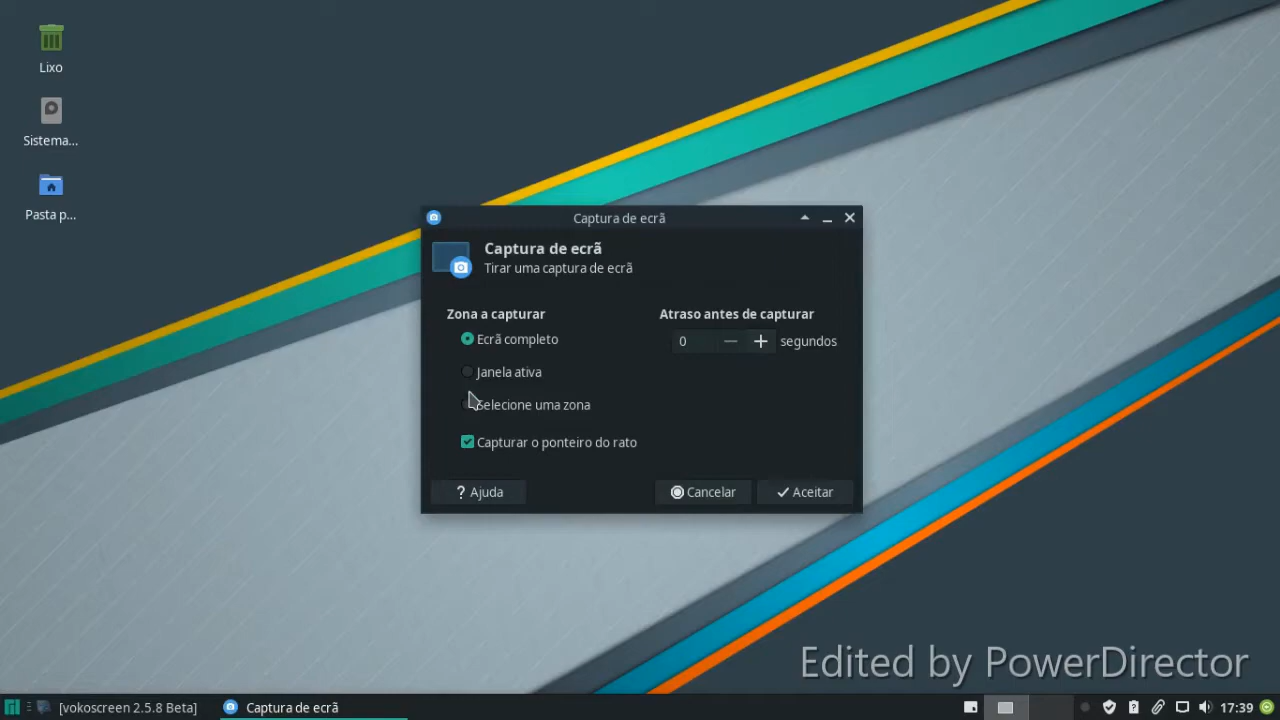 Lixo
Sistema...
Pasta p...
Captura de ecrã
Captura de ecrã
Tirar uma captura de ecrã
Zona a capturar
Atraso antes de capturar
Ecrã completo
0
segundos
Janela ativa
Selecione uma zona
Capturar o ponteiro do rato
? Ajuda
Cancelar
Aceitar
Edited by PowerDirector
[vokoscreen 2.5.8 Beta]
Captura de ecrã
17:39